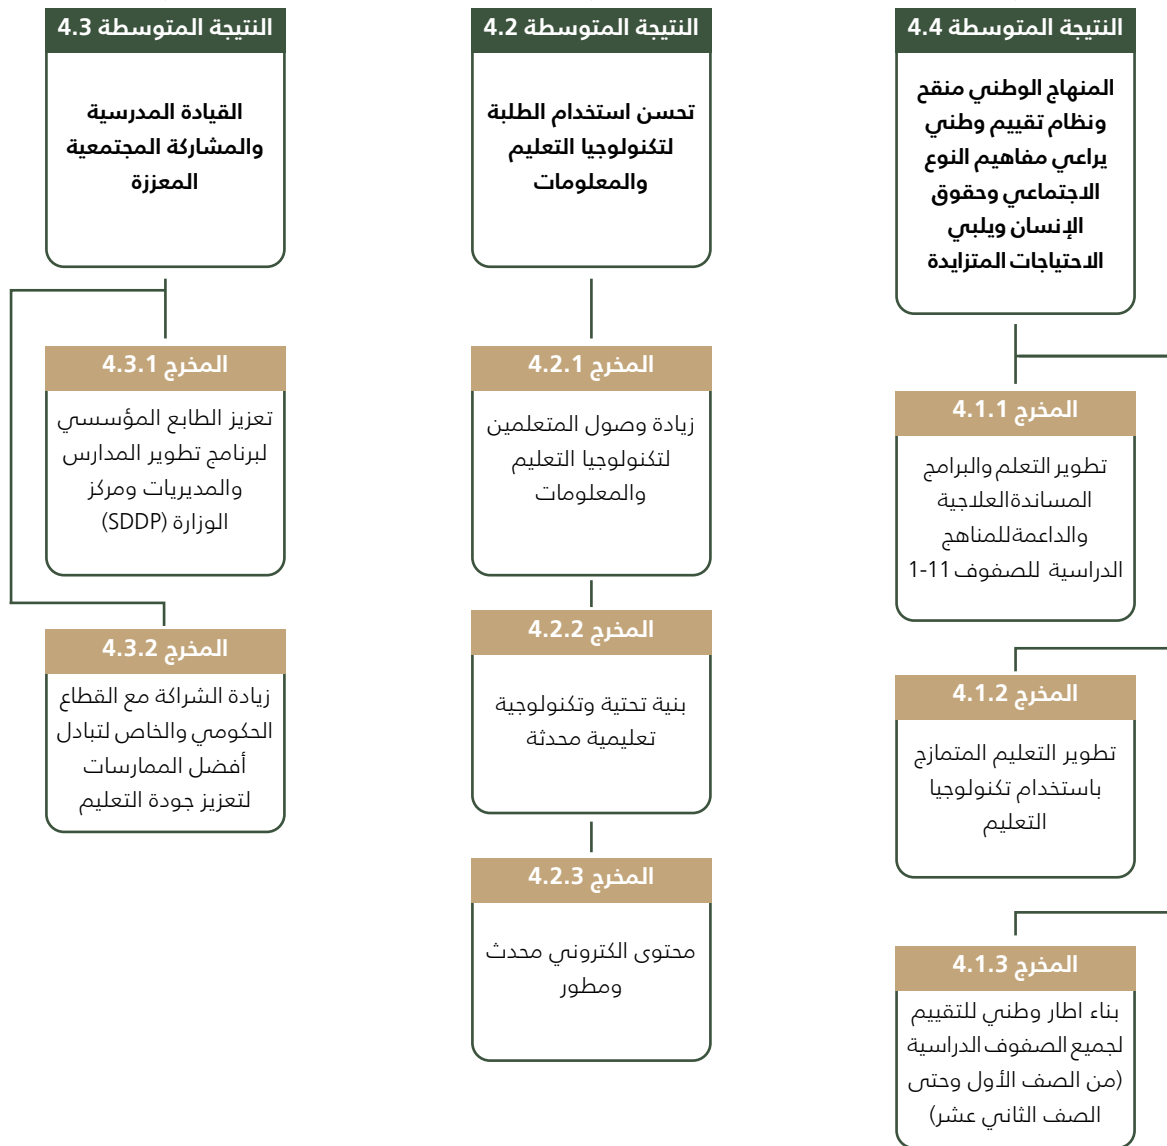 النتيجة المتوسطة 4.4
المنهاج الوطني منقح
ونظام تقييم وطني
يراعي مفاهيم النوع
الاجتماعي وحقوق
الإنسان ويلبي
الاحتياجات المتزايدة
المخرج 4.1.1
تطوير التعلم والبرامج
المساندةالعلاجية
والداعمةللمناهج
الدراسية للصفوف 11-1
المخرج 4.1.2
تطوير التعليم المتمازج
باستخدام تكنولوجيا
التعليم
المخرج 4.1.3
بناء اطار وطني للتقييم
لجميع الصفوف الدراسية
(من الصف الأول وحتى
الصف الثاني عشر)
النتيجة المتوسطة 4.2
تحسن استخدام الطلبة
لتكنولوجيا التعليم
والمعلومات
المخرج 4.2.1
زيادة وصول المتعلمين
لتكنولوجيا التعليم
والمعلومات
المخرج 4.2.2
بنية تحتية وتكنولوجية
تعليمية محدثة
المخرج 4.2.3
محتوى الكتروني محدث
ومطور
النتيجة المتوسطة 4.3
القيادة المدرسية
والمشاركة المجتمعية
المعززة
المخرج 4.3.1
تعزيز الطابع المؤسسي
لبرنامج تطوير المدارس
والمديريات ومركز
الوزارة (SDDP)
المخرج 4.3.2
زيادة الشراكة مع القطاع
الحكومي والخاص لتبادل
أفضل الممارسات
لتعزيز جودة التعليم